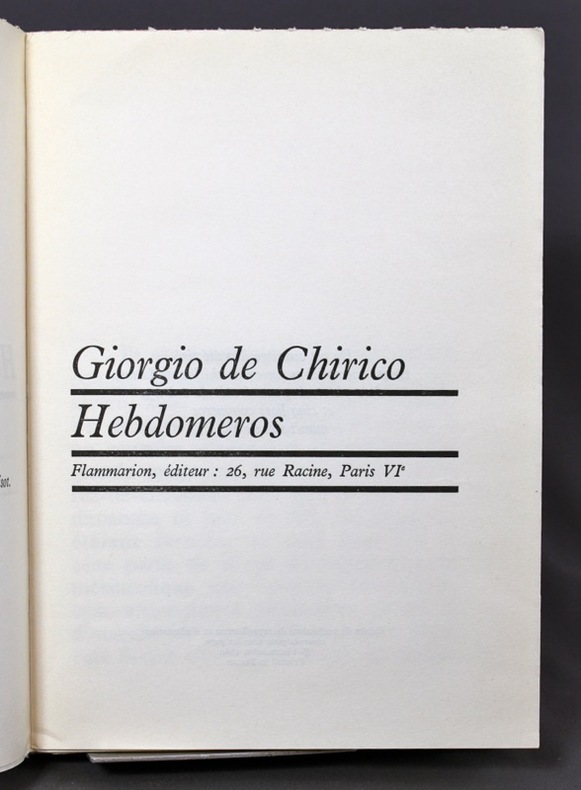 Giorgio de Chirico
Hebdomeros
Flammarion, éditeur : 26, rue Racine, Paris VIᵉ